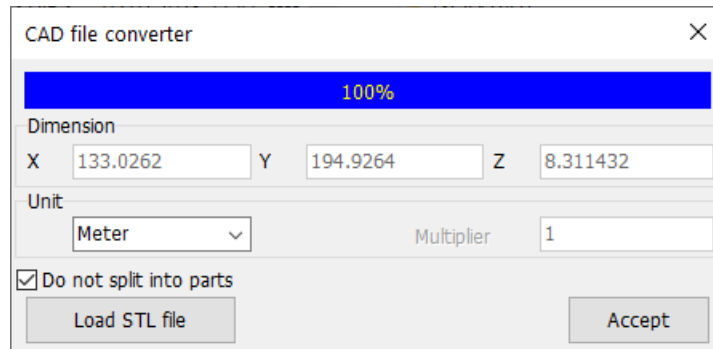 CAD file converter
100%
Dimension
X 133.0262 Y 194.9264 Z 8.311432
Unit
Meter Multiplier 1
Do not split into parts
Load STL file Accept